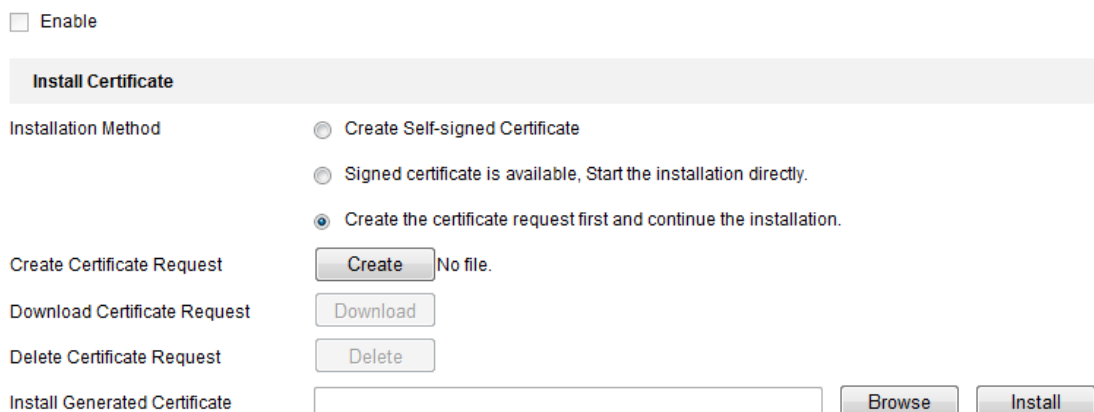 Enable
Install Certificate
Installation Method Create Self-signed Certificate
Signed certificate is available, Start the installation directly.
Create the certificate request first and continue the installation.
Create Certificate Request Create No file.
Download Certificate Request Download
Delete Certificate Request Delete
Install Generated Certificate Browse Install